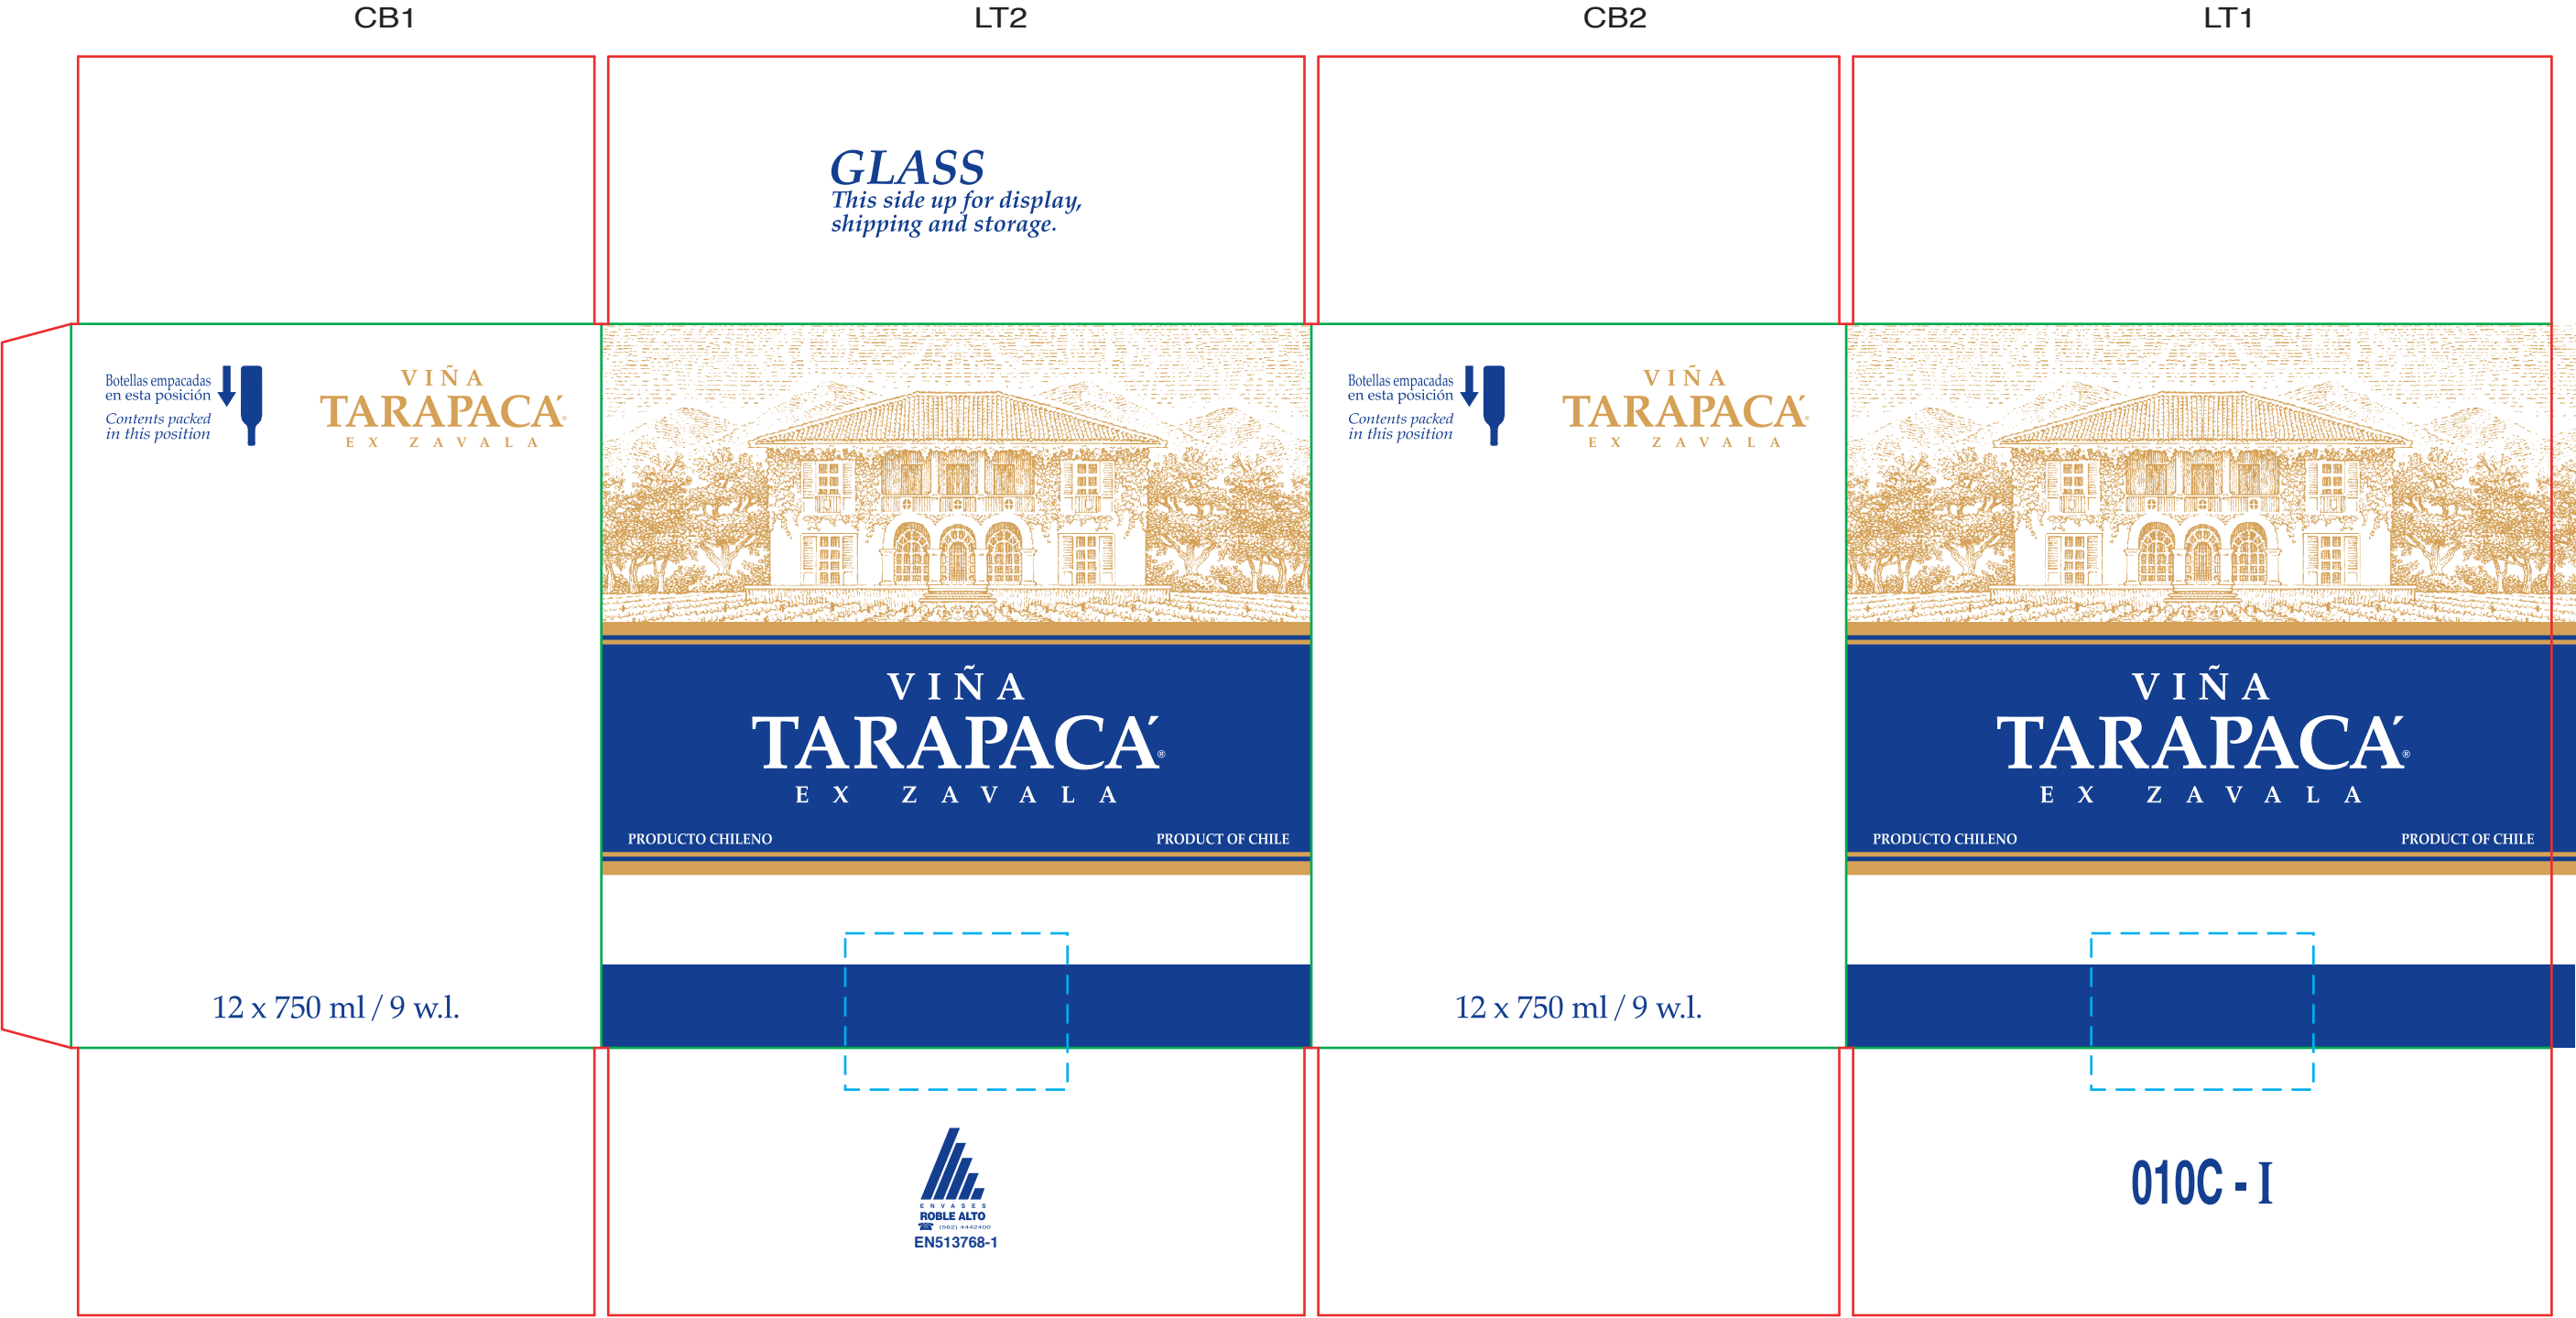 CB1
LT2
CB2
LT1
GLASS
This side up for display,
shipping and storage.
Botellas empacadas
en esta posición
Contents packed
in this position
VIÑA
TARAPACÁ®
EX ZAVALA
12 x 750 ml / 9 w.l.
VIÑA
TARAPACÁ®
EX ZAVALA
PRODUCTO CHILENO
PRODUCT OF CHILE
Botellas empacadas
en esta posición
Contents packed
in this position
VIÑA
TARAPACÁ®
EX ZAVALA
12 x 750 ml / 9 w.l.
VIÑA
TARAPACÁ®
EX ZAVALA
PRODUCTO CHILENO
PRODUCT OF CHILE
ENVASES
ROBLE ALTO
☎ (562) 4442400
EN513768-1
010C - I